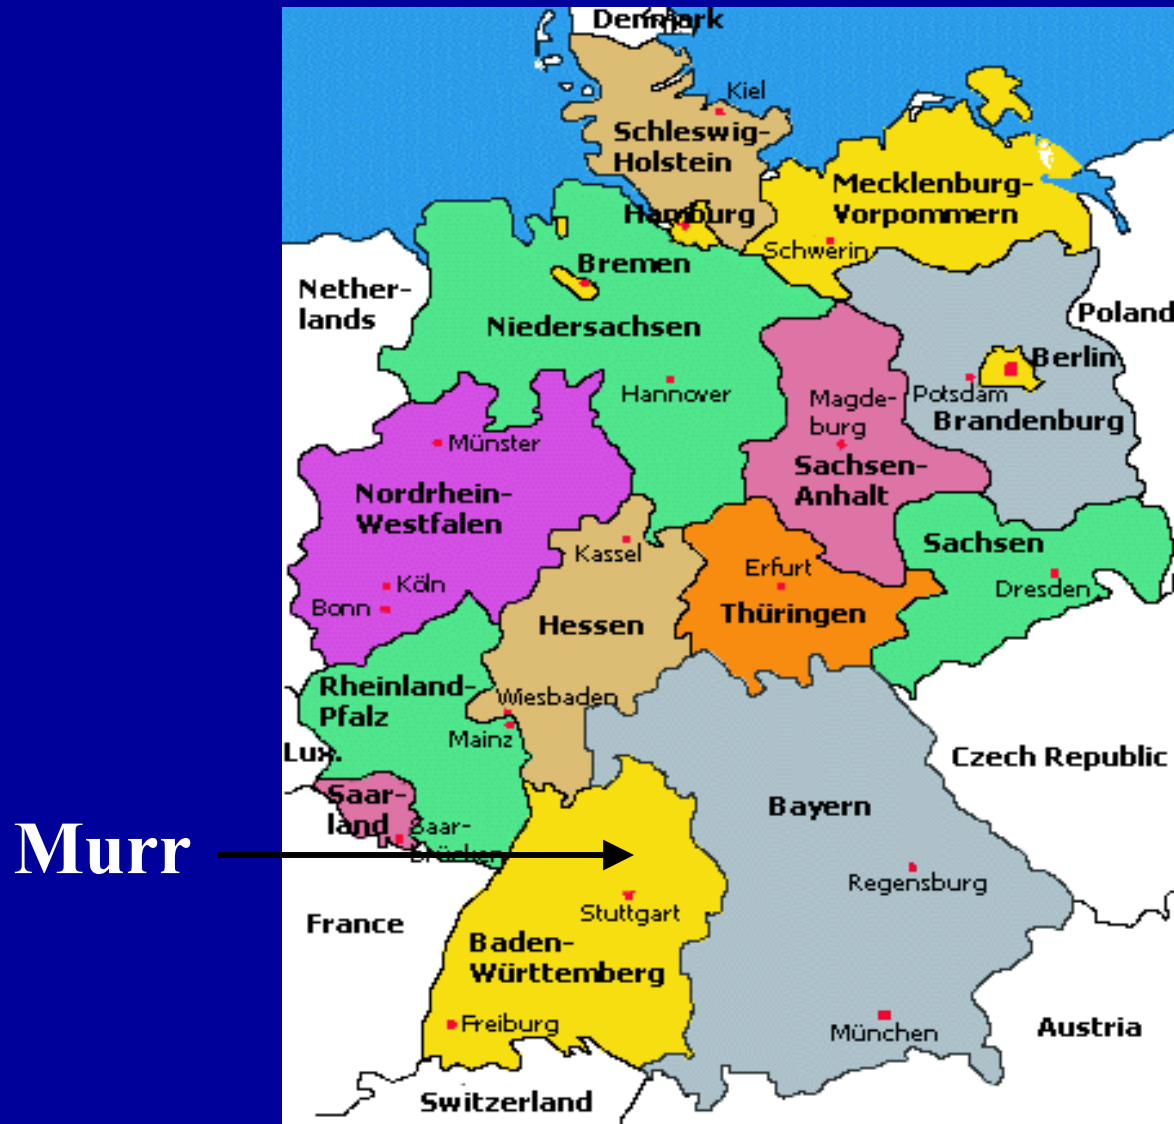 Denmark
Kiel
Schleswig-
Holstein
Mecklenburg-
Vorpommern
Hamburg
Schwerin
Bremen
Nether-
lands
Niedersachsen
Poland
Berlin
Hannover
Potsdam
Magde-
burg
Brandenburg
Münster
Sachsen-
Anhalt
Nordrhein-
Westfalen
Kassel
Sachsen
Erfurt
Dresden
Köln
Bonn
Hessen
Thüringen
Rheinland-
Pfalz
Wiesbaden
Mainz
Lux.
Czech Republic
Saar-
land
Saar-
brücken
Bayern
Murr
Regensburg
Stuttgart
France
Baden-
Württemberg
Freiburg
München
Austria
Switzerland